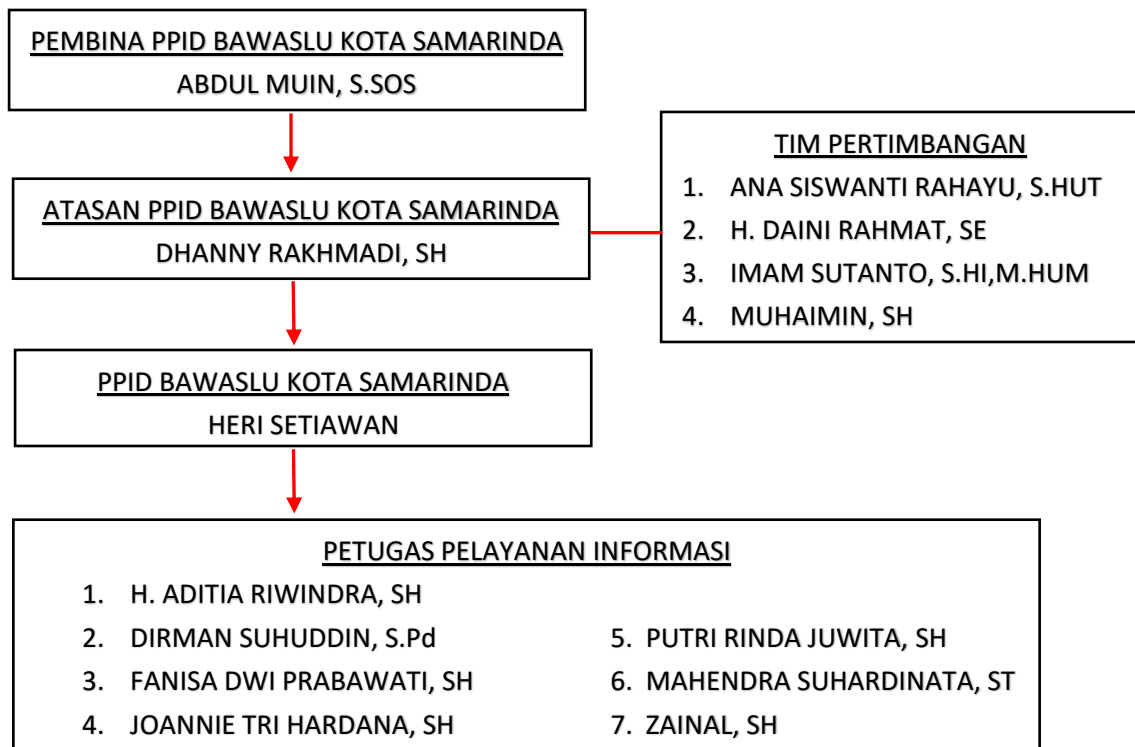 PEMBINA PPID BAWASLU KOTA SAMARINDA
ABDUL MUIN, S.SOS
ATASAN PPID BAWASLU KOTA SAMARINDA
DHANNY RAKHMADI, SH
TIM PERTIMBANGAN
1. ANA SISWANTI RAHAYU, S.HUT
2. H. DAINI RAHMAT, SE
3. IMAM SUTANTO, S.HI,M.HUM
4. MUHAIMIN, SH
PPID BAWASLU KOTA SAMARINDA
HERI SETIAWAN
PETUGAS PELAYANAN INFORMASI
1. H. ADITIA RIWINDRA, SH
2. DIRMAN SUHUDDIN, S.Pd
3. FANISA DWI PRABAWATI, SH
4. JOANNIE TRI HARDANA, SH
5. PUTRI RINDA JUWITA, SH
6. MAHENDRA SUHARDINATA, ST
7. ZAINAL, SH